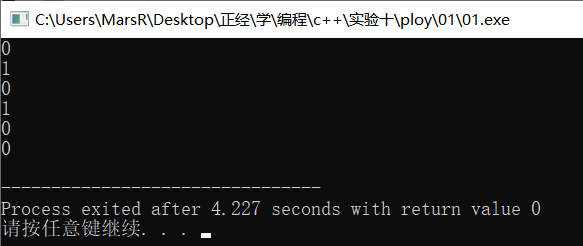 C:\Users\MarsR\Desktop\正经\学\编程\c++\实验十\ploy\01\01.exe
0
1
0
1
0
0
--------------------------------
Process exited after 4.227 seconds with return value 0
请按任意键继续. . .